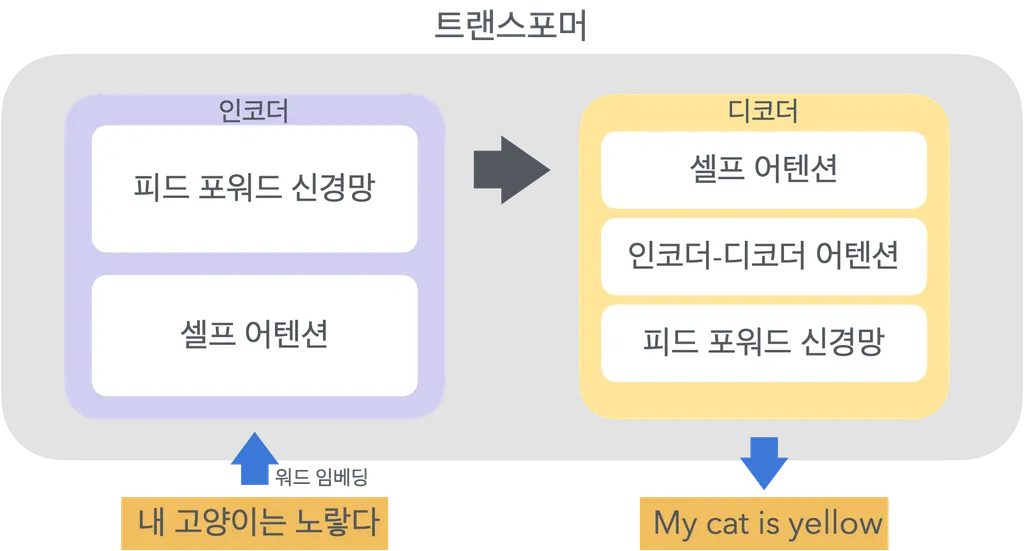 트랜스포머
인코더
피드 포워드 신경망
셀프 어텐션
워드 임베딩
내 고양이는 노랗다
디코더
셀프 어텐션
인코더-디코더 어텐션
피드 포워드 신경망
My cat is yellow